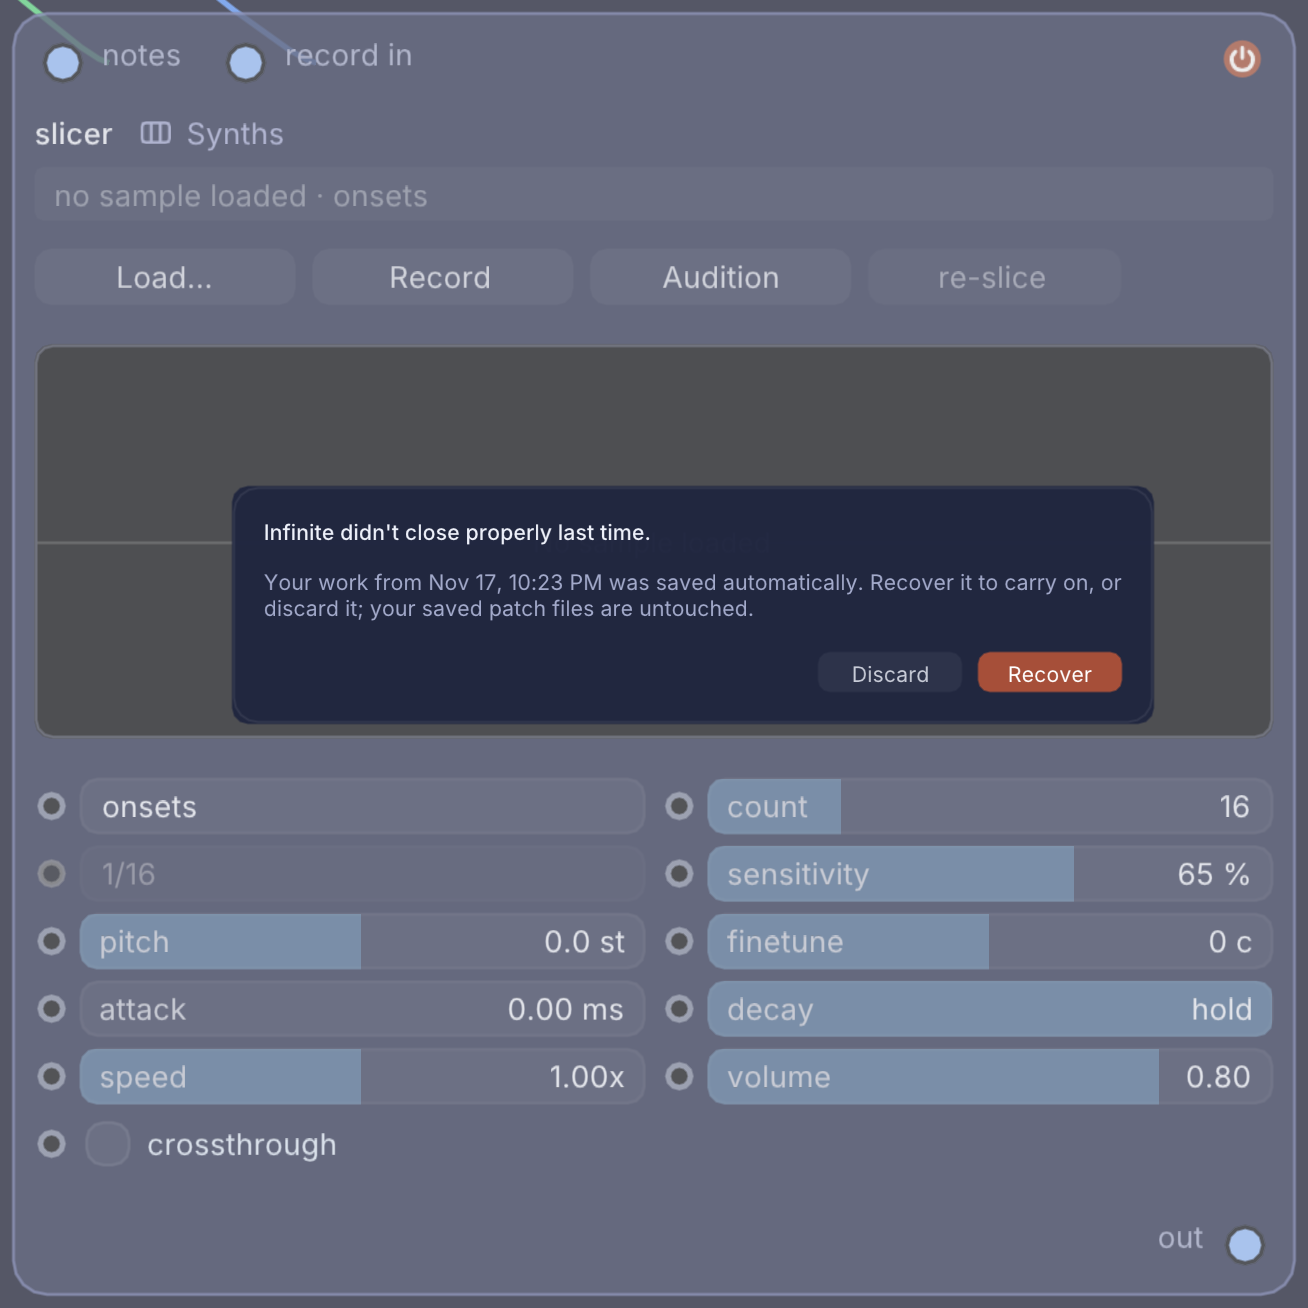 notes
record in
slicer
Synths
no sample loaded · onsets
Load...
Record
Audition
re-slice
Infinite didn't close properly last time.
Your work from Nov 17, 10:23 PM was saved automatically. Recover it to carry on, or
discard it; your saved patch files are untouched.
Discard
Recover
onsets
count
16
1/16
sensitivity
65 %
pitch
0.0 st
finetune
0 c
attack
0.00 ms
decay
hold
speed
1.00x
volume
0.80
crossthrough
out